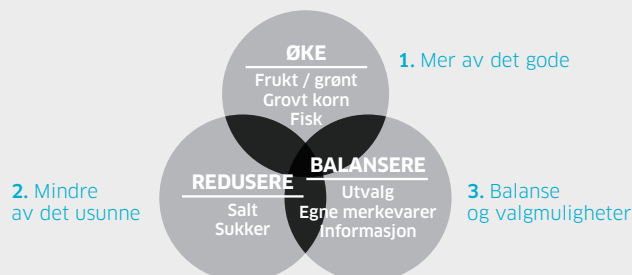 ØKE
Frukt / grønt
Grovt korn
Fisk
1. Mer av det gode
REDUSERE
Salt
Sukker
2. Mindre
av det usunne
BALANSERE
Utvalg
Egne merkevarer
Informasjon
3. Balanse
og valgmuligheter